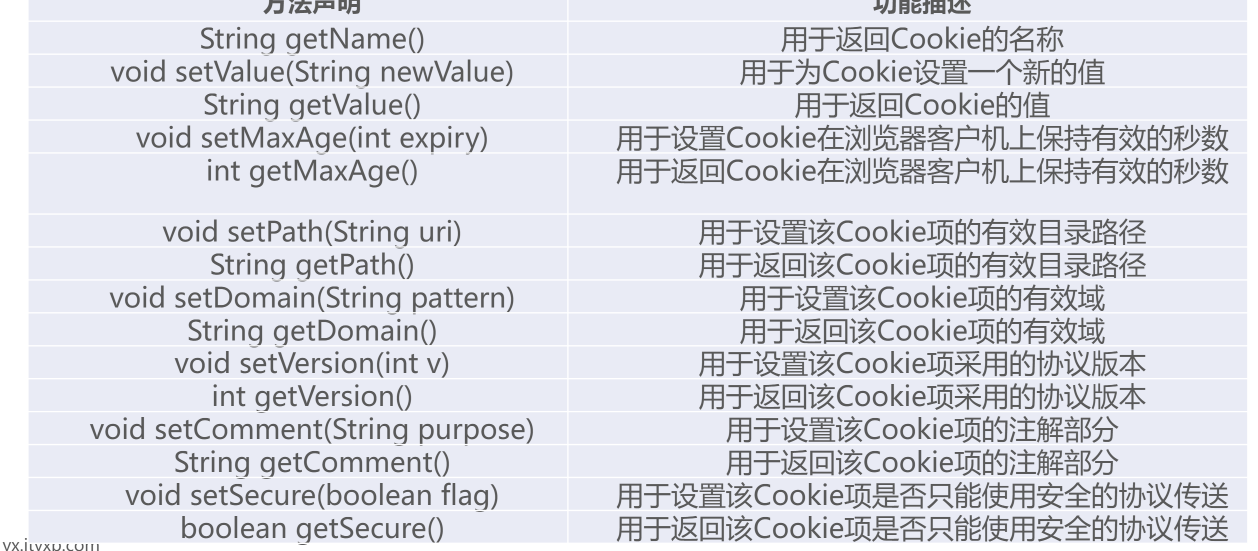 方法声明 功能描述
String getName() 用于返回Cookie的名称
void setValue(String newValue) 用于为Cookie设置一个新的值
String getValue() 用于返回Cookie的值
void setMaxAge(int expiry) 用于设置Cookie在浏览器客户机上保持有效的秒数
int getMaxAge() 用于返回Cookie在浏览器客户机上保持有效的秒数
void setPath(String uri) 用于设置该Cookie项的有效目录路径
String getPath() 用于返回该Cookie项的有效目录路径
void setDomain(String pattern) 用于设置该Cookie项的有效域
String getDomain() 用于返回该Cookie项的有效域
void setVersion(int v) 用于设置该Cookie项采用的协议版本
int getVersion() 用于返回该Cookie项采用的协议版本
void setComment(String purpose) 用于设置该Cookie项的注解部分
String getComment() 用于返回该Cookie项的注解部分
void setSecure(boolean flag) 用于设置该Cookie项是否只能使用安全的协议传送
boolean getSecure() 用于返回该Cookie项是否只能使用安全的协议传送